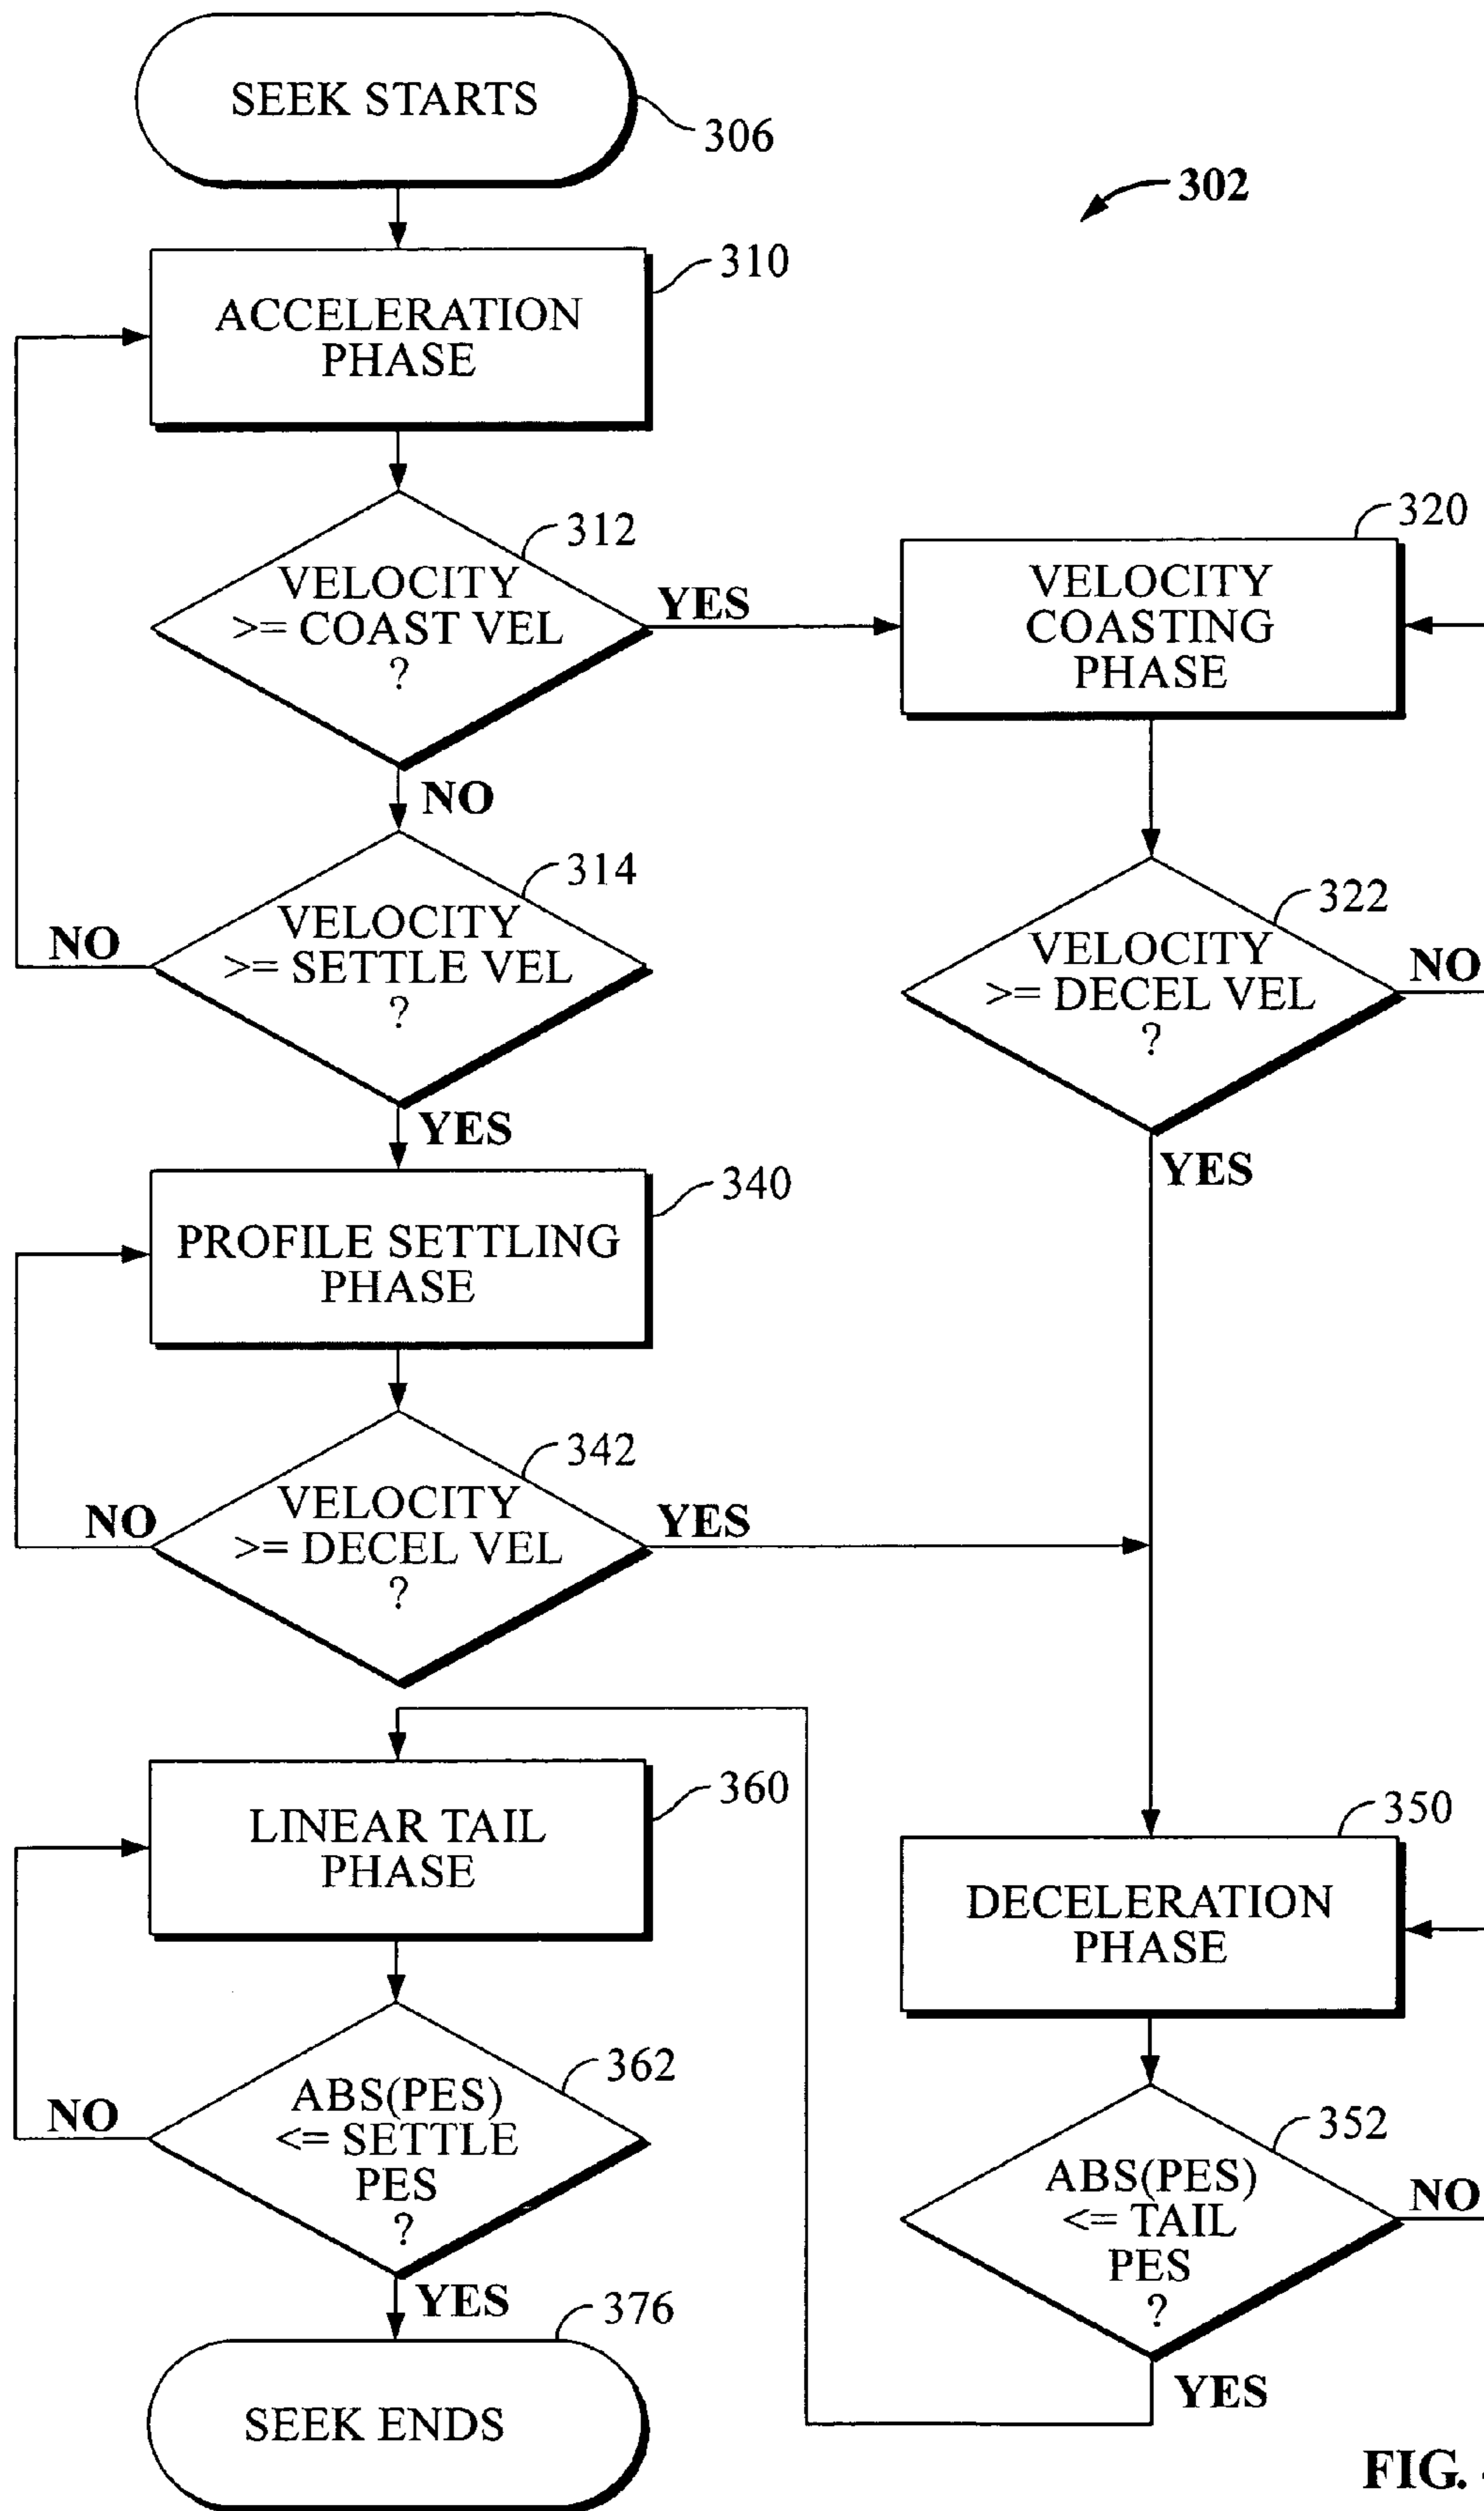 SEEK STARTS
306
302
310
ACCELERATION
PHASE
312
VELOCITY
>= COAST VEL
?
YES
NO
320
VELOCITY
COASTING
PHASE
314
VELOCITY
>= SETTLE VEL
?
NO
YES
322
VELOCITY
>= DECEL VEL
?
NO
YES
340
PROFILE SETTLING
PHASE
342
VELOCITY
>= DECEL VEL
?
NO
YES
360
LINEAR TAIL
PHASE
350
DECELERATION
PHASE
362
ABS(PES)
<= SETTLE
PES
?
NO
YES
352
ABS(PES)
<= TAIL
PES
?
NO
YES
376
SEEK ENDS
FIG.